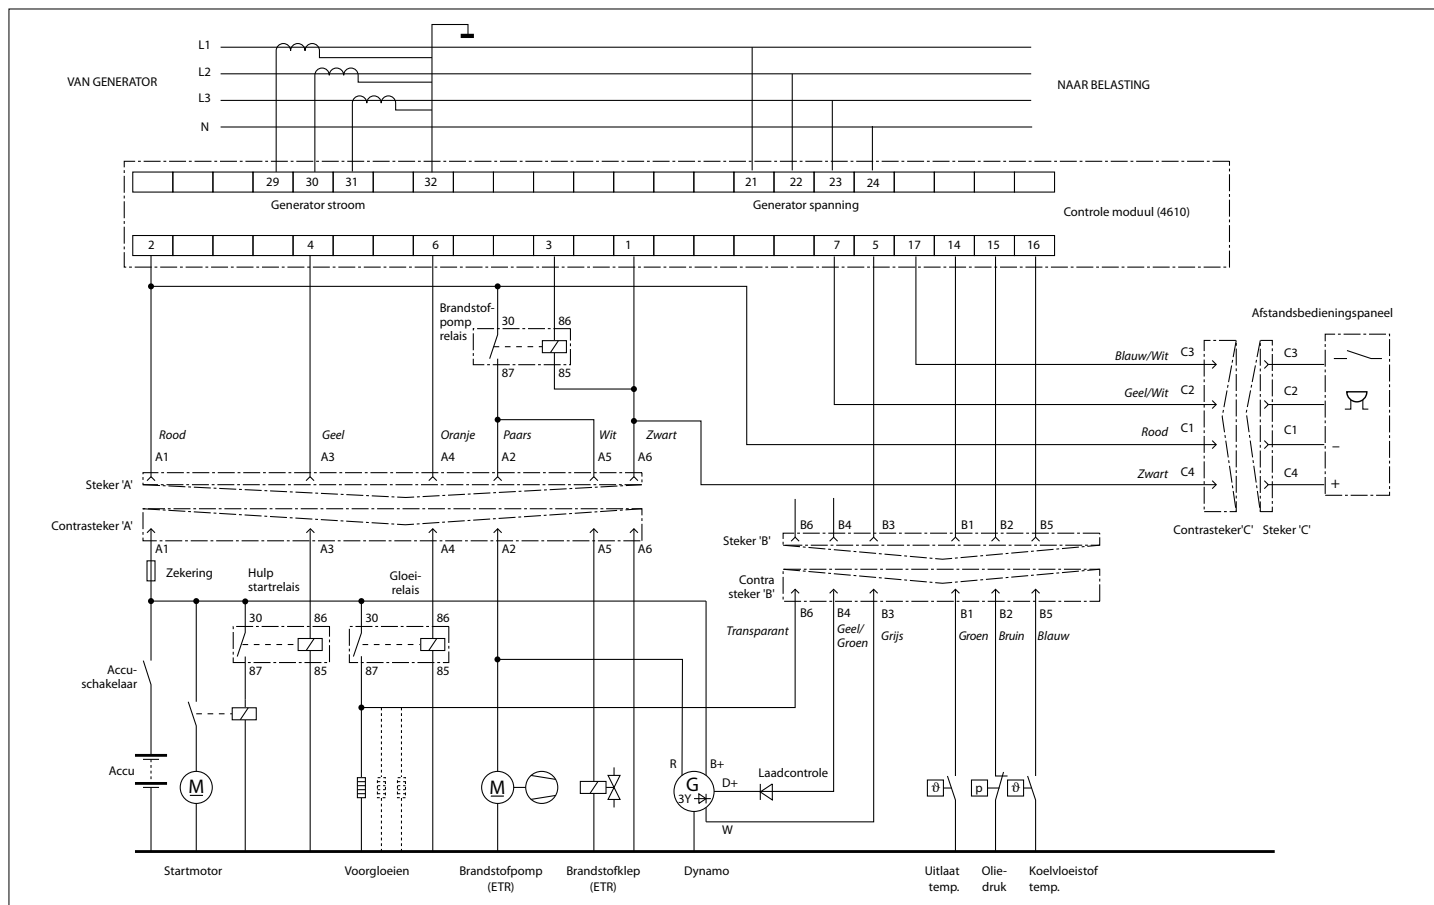 L1
L2
VAN GENERATOR
NAAR BELASTING
L3
N
29 30 31 32 21 22 23 24
Generator stroom
Generator spanning
Controle moduul (4610)
2 4 6 3 1 7 5 17 14 15 16
Brandstof-
pomp
relais
30 86
87 85
Afstandsbedieningspaneel
Blauw/Wit C3 C3
Geel/Wit C2 C2
Rood C1 C1 –
Zwart C4 C4 +
Contrasteker'C' Steker 'C'
Rood Geel Oranje Paars Wit Zwart
A1 A3 A4 A2 A5 A6
Steker 'A'
Contrasteker 'A'
A1 A3 A4 A2 A5 A6
B6 B4 B3 B1 B2 B5
Steker 'B'
Contra
steker 'B'
B6 B4 B3 B1 B2 B5
Transparant
Geel/
Groen
Grijs
Groen
Bruin
Blauw
Zekering
Hulp
startrelais
Gloei-
relais
30 86 30 86
87 85 87 85
Accu-
schakelaar
Accu
M
M
R B+
G
3Y
D+
W
Laadcontrole
ϑ p ϑ
Startmotor
Voorgloeien
Brandstofpomp
(ETR)
Brandstofklep
(ETR)
Dynamo
Uitlaat
temp.
Olie-
druk
Koelvloeistof
temp.